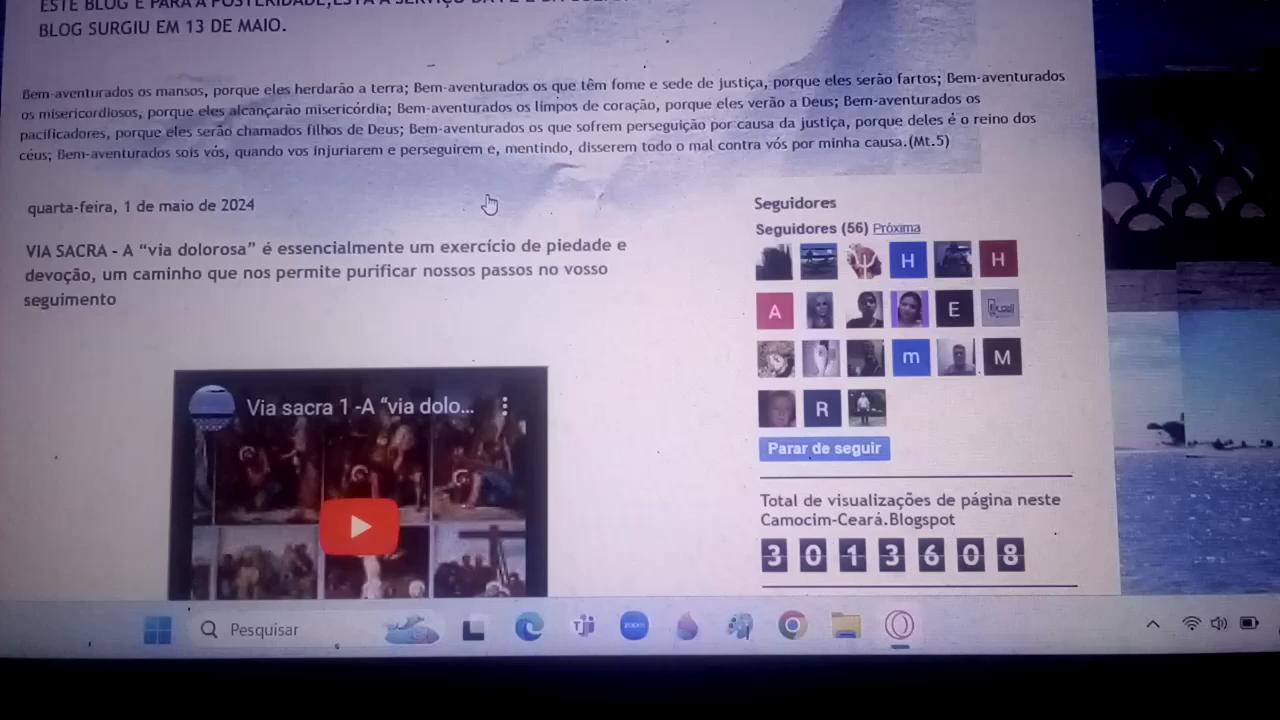 BLOG SURGIU EM 13 DE MAIO.
Bem-aventurados os mansos, porque eles herdarão a terra; Bem-aventurados os que têm fome e sede de justiça, porque eles serão fartos; Bem-aventurados
os misericordiosos, porque eles alcançarão misericórdia; Bem-aventurados os limpos de coração, porque eles verão a Deus; Bem-aventurados os
pacificadores, porque eles serão chamados filhos de Deus; Bem-aventurados os que sofrem perseguição por causa da justiça, porque deles é o reino dos
céus; Bem-aventurados sois vós, quando vos injuriarem e perseguirem e, mentindo, disserem todo o mal contra vós por minha causa.(Mt.5)
quarta-feira, 1 de maio de 2024
VIA SACRA - A “via dolorosa” é essencialmente um exercício de piedade e
devoção, um caminho que nos permite purificar nossos passos no vosso
seguimento
Via sacra 1 -A “via dolo...
Seguidores
Seguidores (56) Próxima
H H
A E
m M
R
Parar de seguir
Total de visualizações de página neste
Camocim-Ceará.Blogspot
3 0 1 3 6 0 8
Pesquisar
zoom